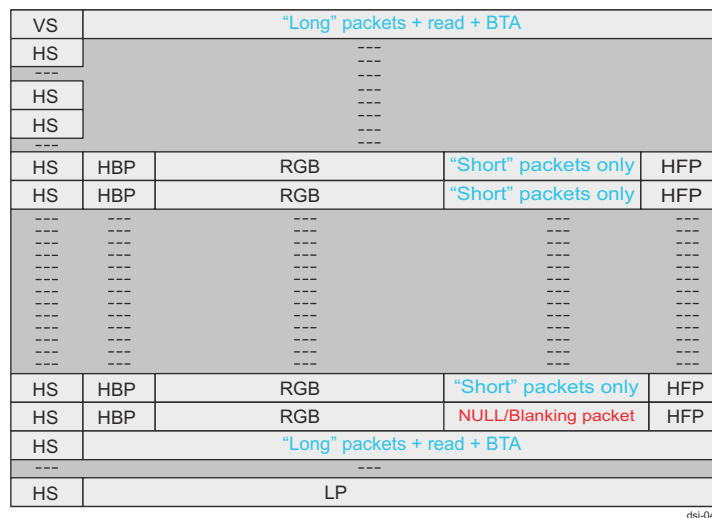 VS “Long” packets + read + BTA
HS ---
--- ---
HS ---
HS ---
--- ---
HS HBP RGB “Short” packets only HFP
HS HBP RGB “Short” packets only HFP
--- --- --- --- ---
--- --- --- --- ---
--- --- --- --- ---
--- --- --- --- ---
--- --- --- --- ---
--- --- --- --- ---
--- --- --- --- ---
--- --- --- --- ---
--- --- --- --- ---
--- --- --- --- ---
--- --- --- --- ---
HS HBP RGB “Short” packets only HFP
HS HBP RGB NULL/Blanking packet HFP
HS “Long” packets + read + BTA
--- ---
HS LP